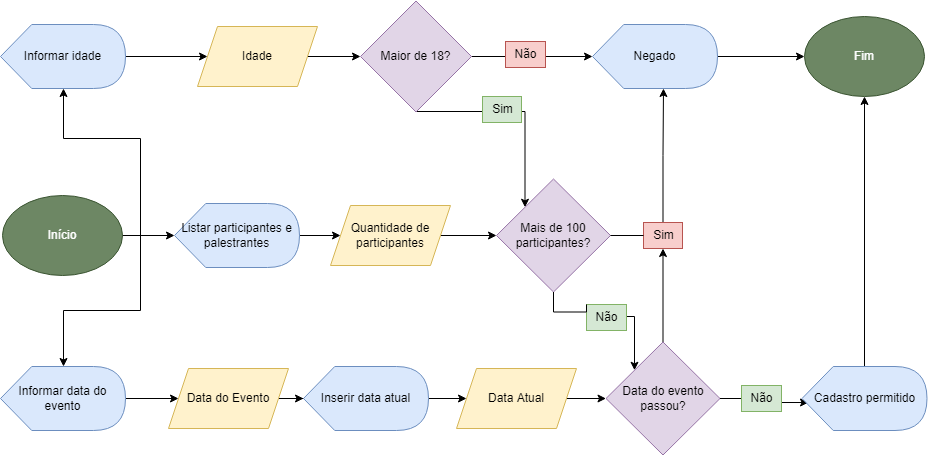 Informar idade
Idade
Maior de 18?
Não
Negado
Fim
Sim
Início
Listar participantes e
palestrantes
Quantidade de
participantes
Mais de 100
participantes?
Sim
Não
Informar data do
evento
Data do Evento
Inserir data atual
Data Atual
Data do evento
passou?
Não
Cadastro permitido